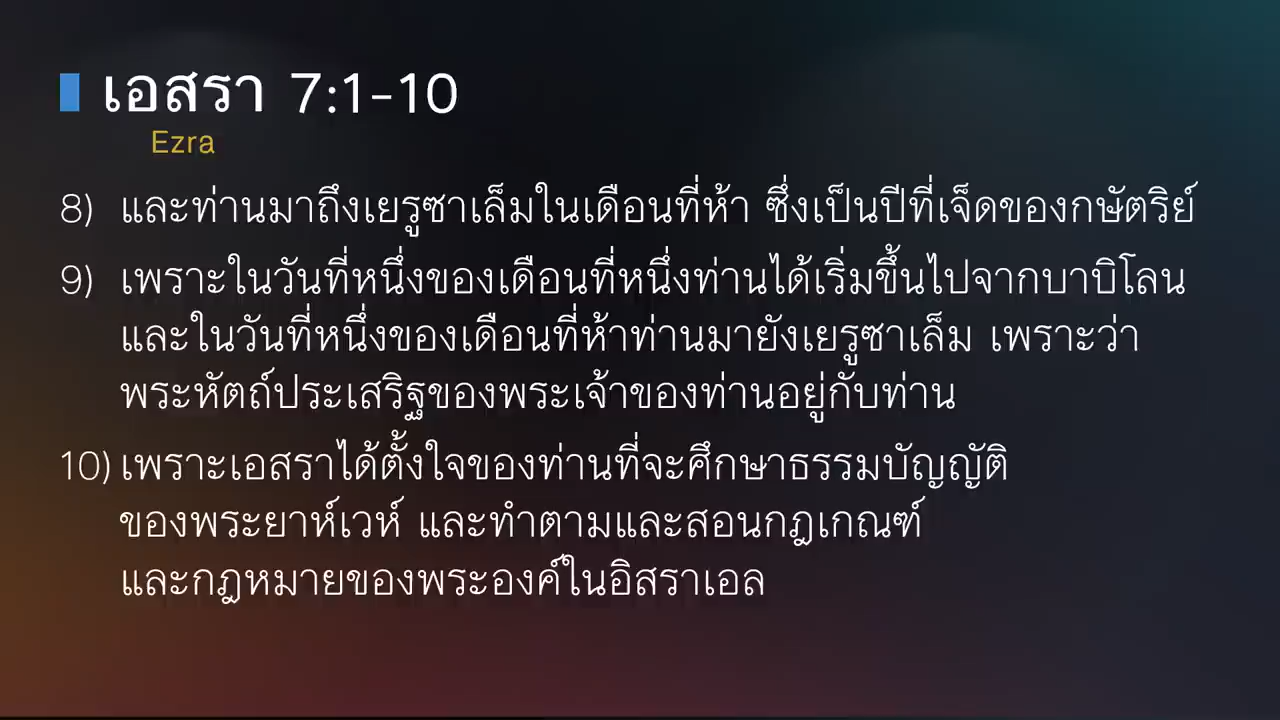 เอสรา 7:1-10
Ezra
8) และท่านมาถึงเยรูซาเล็มในเดือนที่ห้า ซึ่งเป็นปีที่เจ็ดของกษัตริย์
9) เพราะในวันที่หนึ่งของเดือนที่หนึ่งท่านได้เริ่มขึ้นไปจากบาบิโลน
และในวันที่หนึ่งของเดือนที่ห้าท่านมายังเยรูซาเล็ม เพราะว่า
พระหัตถ์ประเสริฐของพระเจ้าของท่านอยู่กับท่าน
10) เพราะเอสราได้ตั้งใจของท่านที่จะศึกษาธรรมบัญญัติ
ของพระยาห์เวห์ และทำตามและสอนกฎเกณฑ์
และกฎหมายของพระองค์ในอิสราเอล